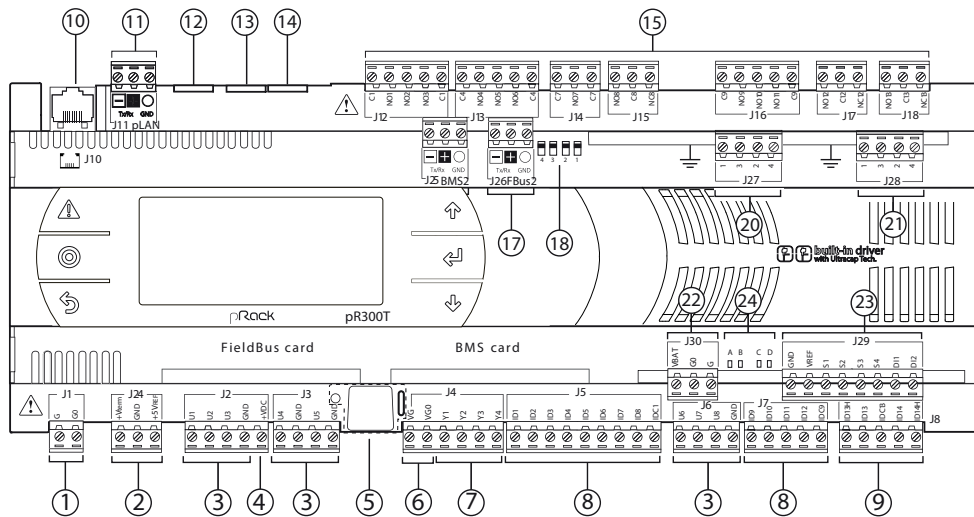 10 11 12 13 14 15
C1 NO1 NO2 NO3 C1 C4 NO4 NO5 NO6 C4 C7 NO7 C7 NO8 C8 NC8 C9 NO9 NO10 NO11 C9 NO12 C12 NC12 NO13 C13 NC13
Tx/Rx GND
J11 pLAN J12 J13 J14 J15 J16 J17 J18
J10
Tx/Rx GND Tx/Rx GND 4 3 2 1
J25 BMS2 J26FBus2
1 3 2 4 1 3 2 4
J27 J28
17 18 20 21
built-in driver
with Ultracap Tech.
22 24 23
pRack pR300T
J30 J29
VBAT G0 G A B C D GND VREF S1 S2 S3 S4 DI1 DI2
FieldBus card BMS card
J1 J24 J2 J3 J4 J5 J6 J7 J8
G G0 +Vterm GND +5VREF U1 U2 U3 GND +VDC U4 GND U5 GND VG VG0 Y1 Y2 Y3 Y4 ID1 ID2 ID3 ID4 ID5 ID6 ID7 ID8 IDC1 U6 U7 U8 GND ID9 ID10 ID11 ID12 IDC9 ID13H ID13 IDC13 ID14 ID14H
1 2 3 4 3 5 6 7 8 3 8 9